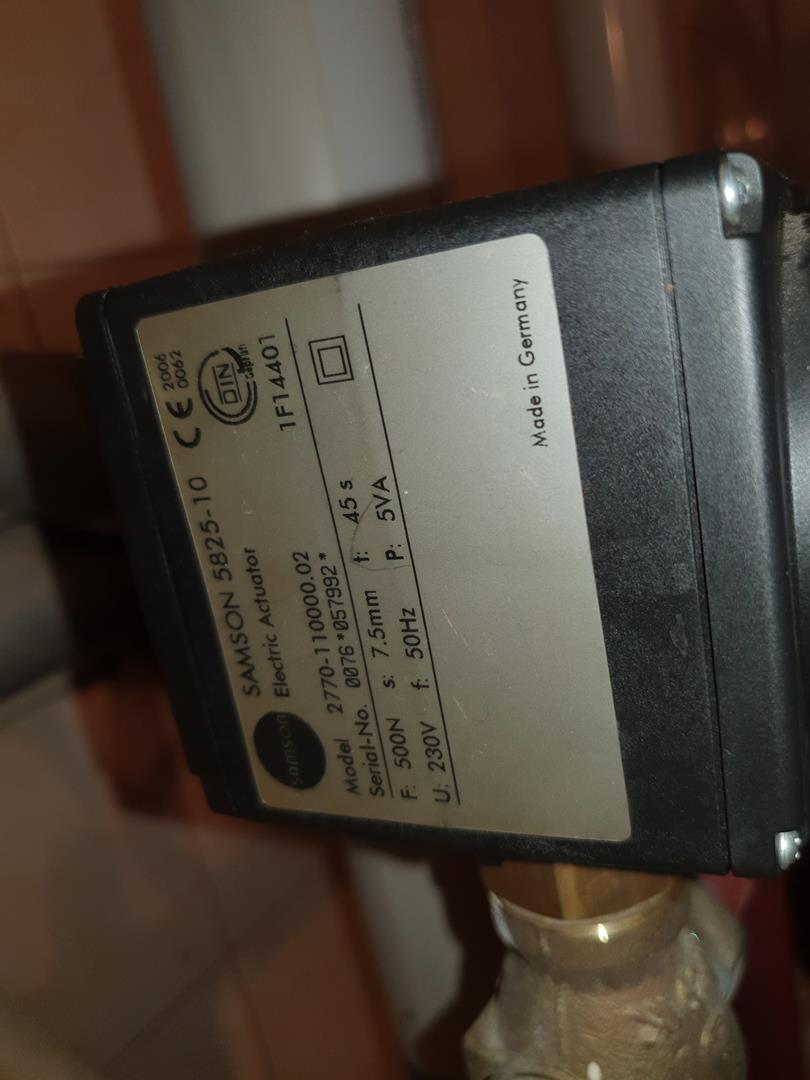 SAMSON 5825-10
CE 2006
0062
Electric Actuator
samson
DIN
geprüft
1F14401
Model 2770-110000.02
Serial-No. 0076*057992*
F: 500N s: 7.5mm t: 45 s
U: 230V f: 50Hz P: 5VA
Made in Germany